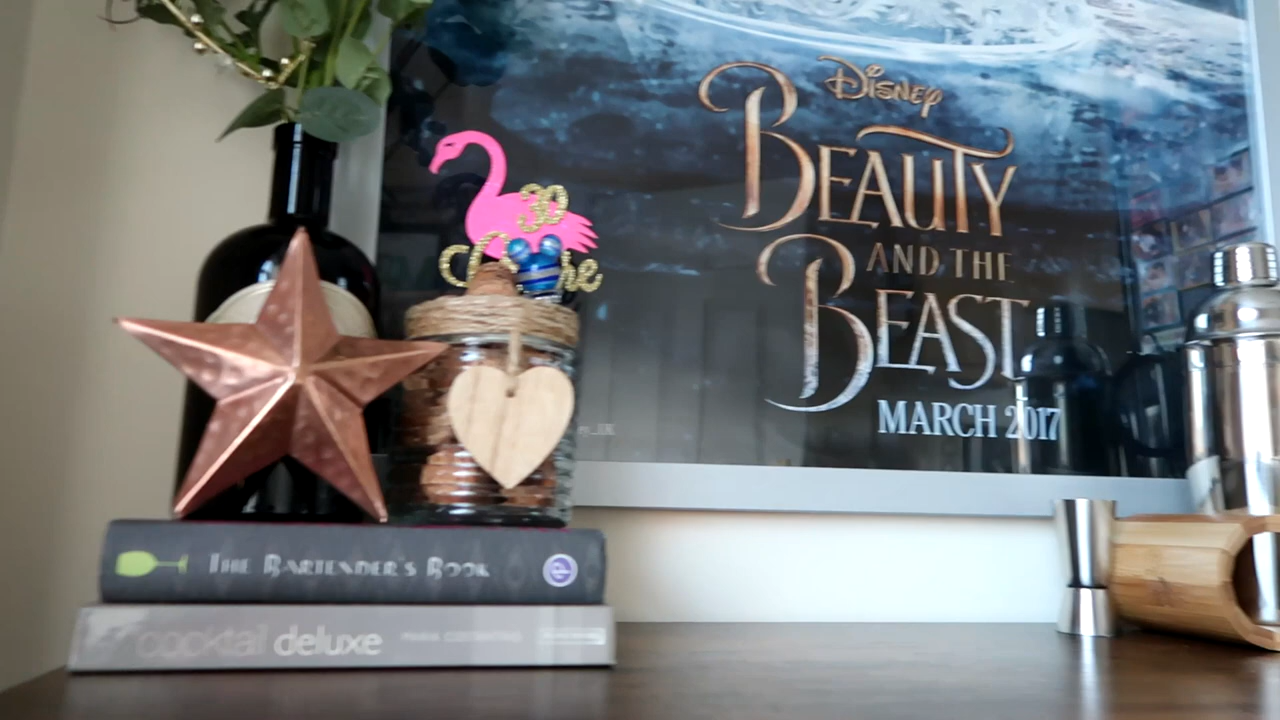 Disney
BEAUTY
AND THE
BEAST
MARCH 2017
30
THE BARTENDER'S BOOK
cocktail deluxe